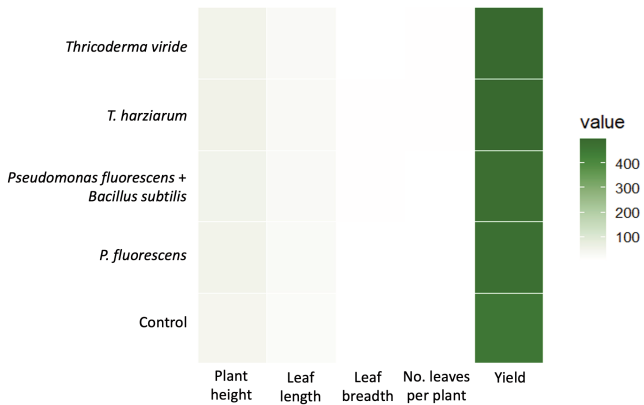 Thricoderma viride
T. harziarum
Pseudomonas fluorescens +
Bacillus subtilis
P. fluorescens
Control
Plant
height
Leaf
length
Leaf
breadth
No. leaves
per plant
Yield
value
400
300
200
100